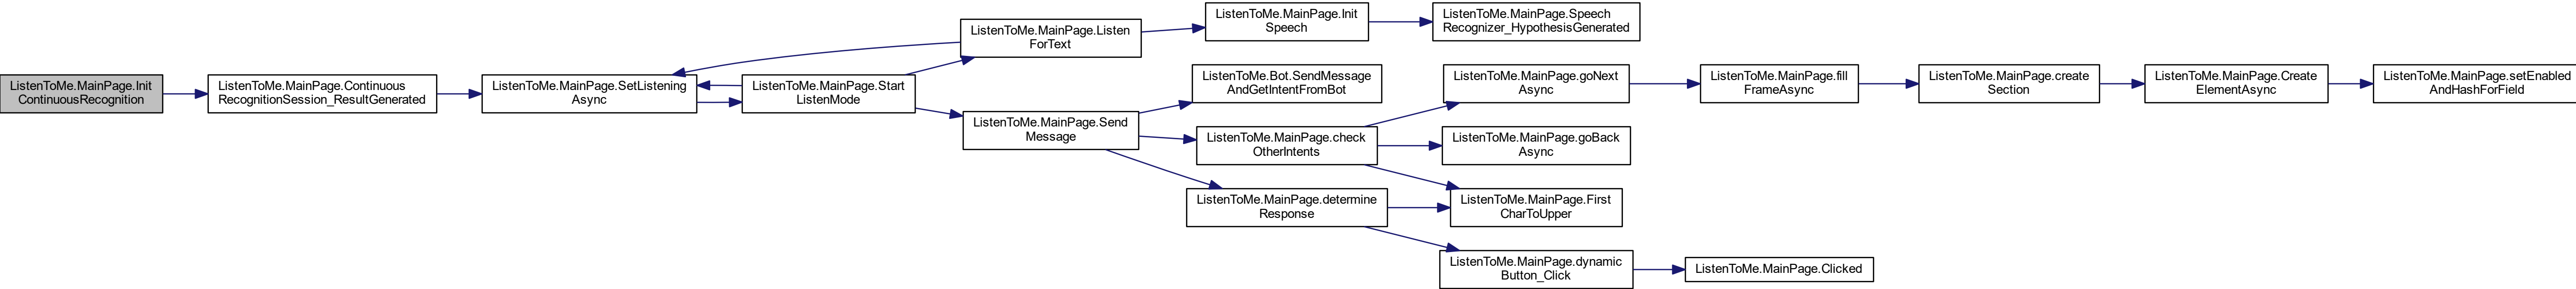 ListenToMe.MainPage.Init
ContinuousRecognition
ListenToMe.MainPage.Continuous
RecognitionSession_ResultGenerated
ListenToMe.MainPage.SetListening
Async
ListenToMe.MainPage.Start
ListenMode
ListenToMe.MainPage.Listen
ForText
ListenToMe.MainPage.Init
Speech
ListenToMe.MainPage.Speech
Recognizer_HypothesisGenerated
ListenToMe.MainPage.Send
Message
ListenToMe.Bot.SendMessage
AndGetIntentFromBot
ListenToMe.MainPage.check
OtherIntents
ListenToMe.MainPage.goNext
Async
ListenToMe.MainPage.fill
FrameAsync
ListenToMe.MainPage.create
Section
ListenToMe.MainPage.Create
ElementAsync
ListenToMe.MainPage.setEnabled
AndHashForField
ListenToMe.MainPage.goBack
Async
ListenToMe.MainPage.determine
Response
ListenToMe.MainPage.First
CharToUpper
ListenToMe.MainPage.dynamic
Button_Click
ListenToMe.MainPage.Clicked